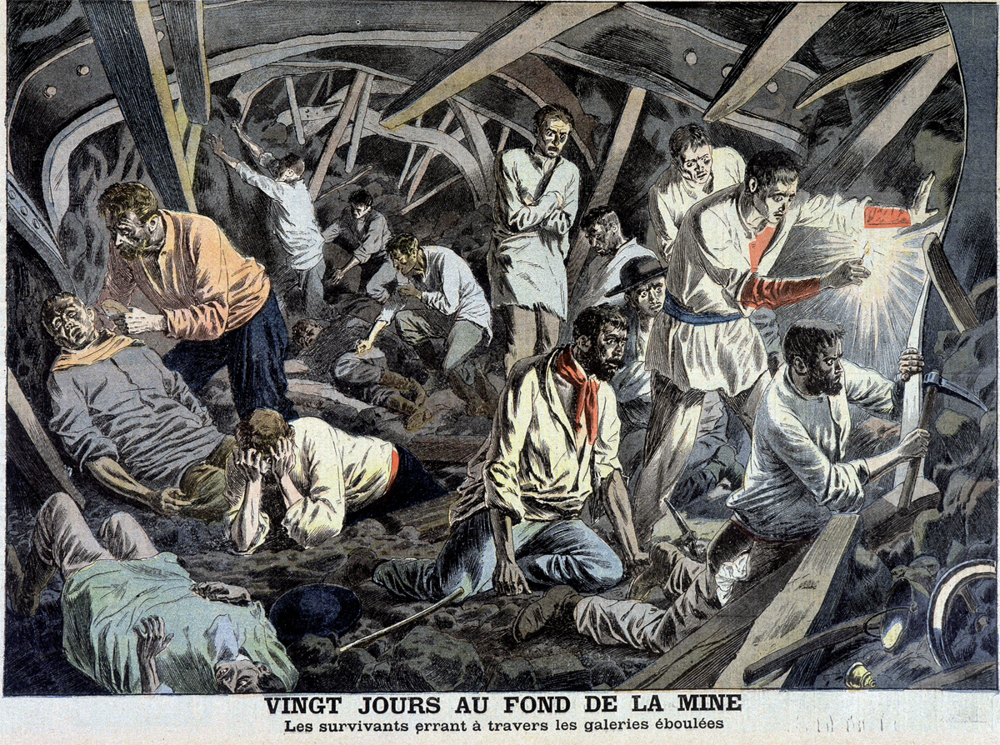 VINGT JOURS AU FOND DE LA MINE
Les survivants errant à travers les galeries éboulées